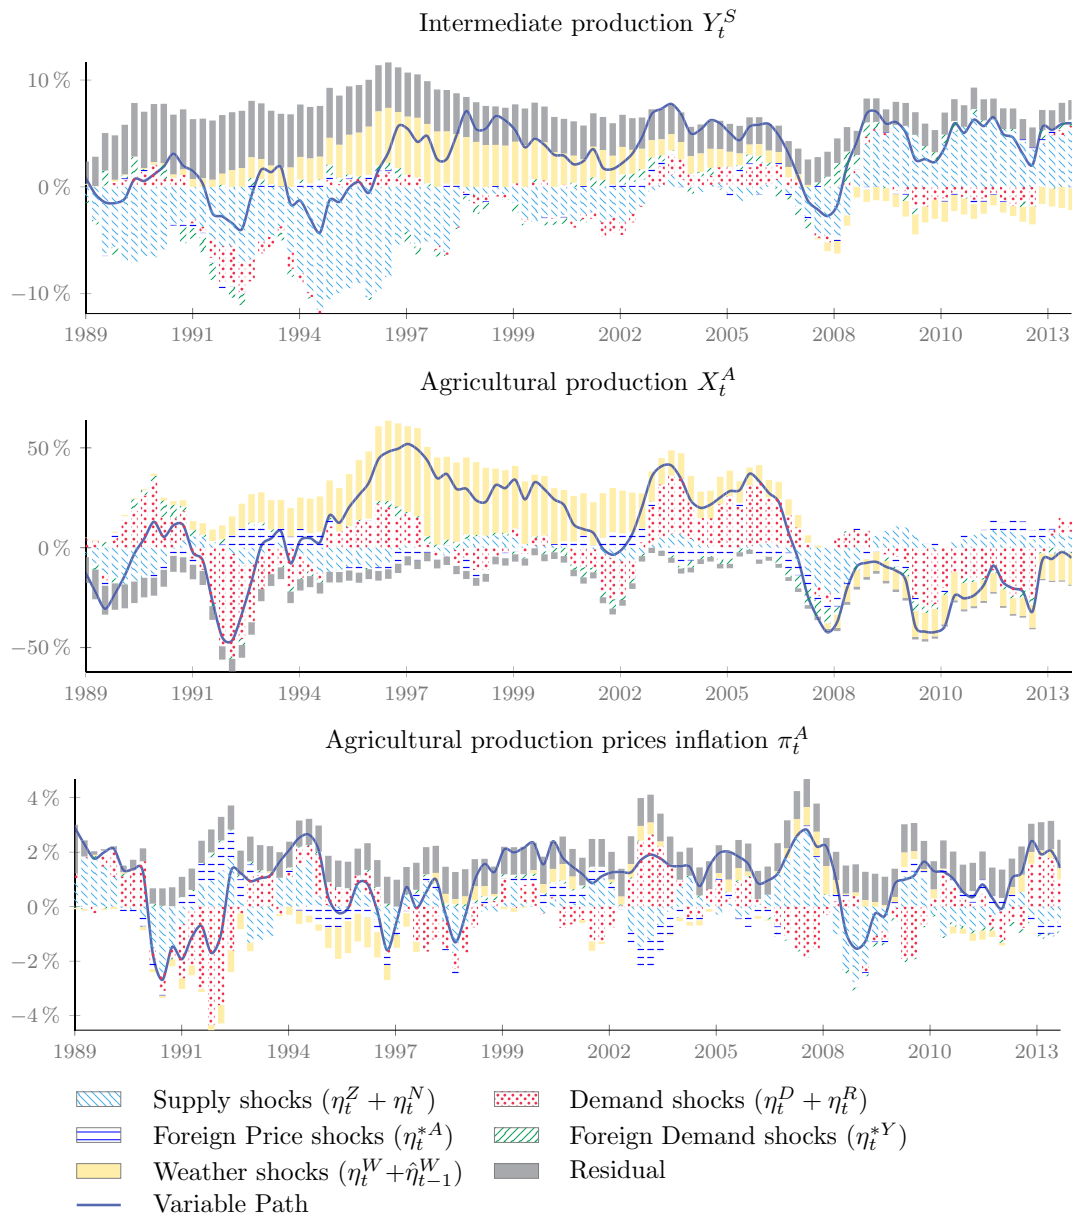 Intermediate production Y_t^S
10 %
0 %
−10 %
1989 1991 1994 1997 1999 2002 2005 2008 2010 2013
Agricultural production X_t^A
50 %
0 %
−50 %
1989 1991 1994 1997 1999 2002 2005 2008 2010 2013
Agricultural production prices inflation π_t^A
4 %
2 %
0 %
−2 %
−4 %
1989 1991 1994 1997 1999 2002 2005 2008 2010 2013
Supply shocks (η_t^Z + η_t^N) Demand shocks (η_t^D + η_t^R)
Foreign Price shocks (η_t^{*A}) Foreign Demand shocks (η_t^{*Y})
Weather shocks (η_t^W+η̂_{t−1}^W) Residual
Variable Path